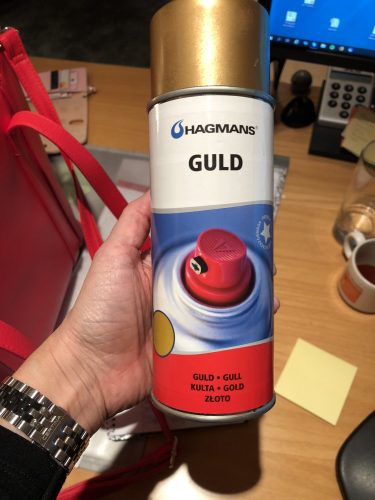 HAGMANS®
GULD
GULD • GULL
KULTA • GOLD
ZŁOTO